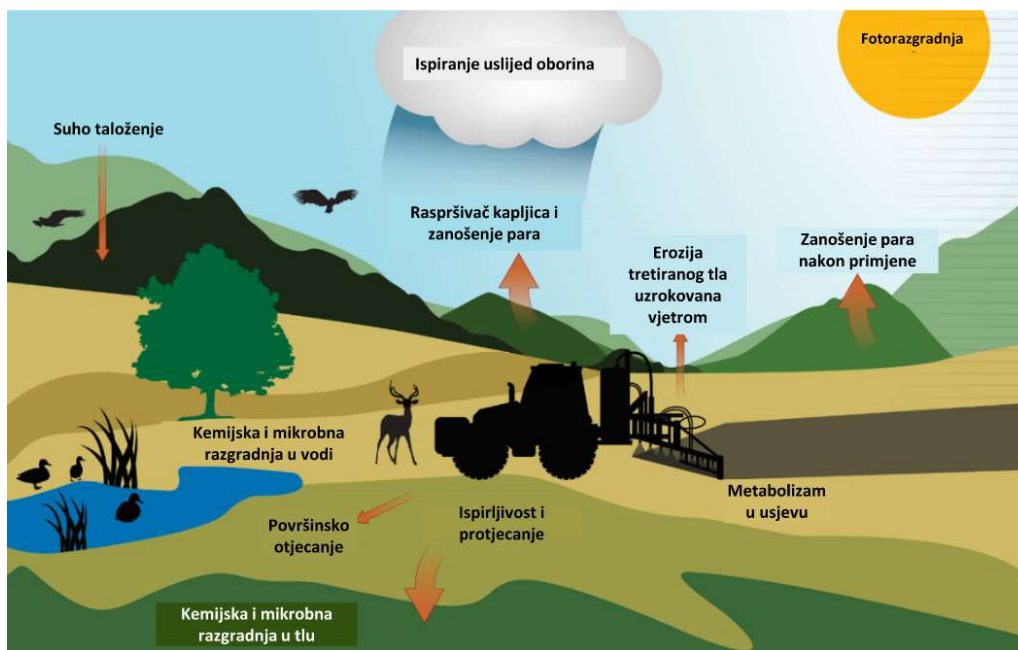 Fotorazgradnja
Ispiranje uslijed oborina
Suho taloženje
Raspršivač kapljica i
zanošenje para
Erozija
tretiranog tla
uzrokovana
vjetrom
Zanošenje para
nakon primjene
Kemijska i mikrobna
razgradnja u vodi
Metabolizam
u usjevu
Površinsko
otjecanje
Ispirljivost i
protjecanje
Kemijska i mikrobna
razgradnja u tlu